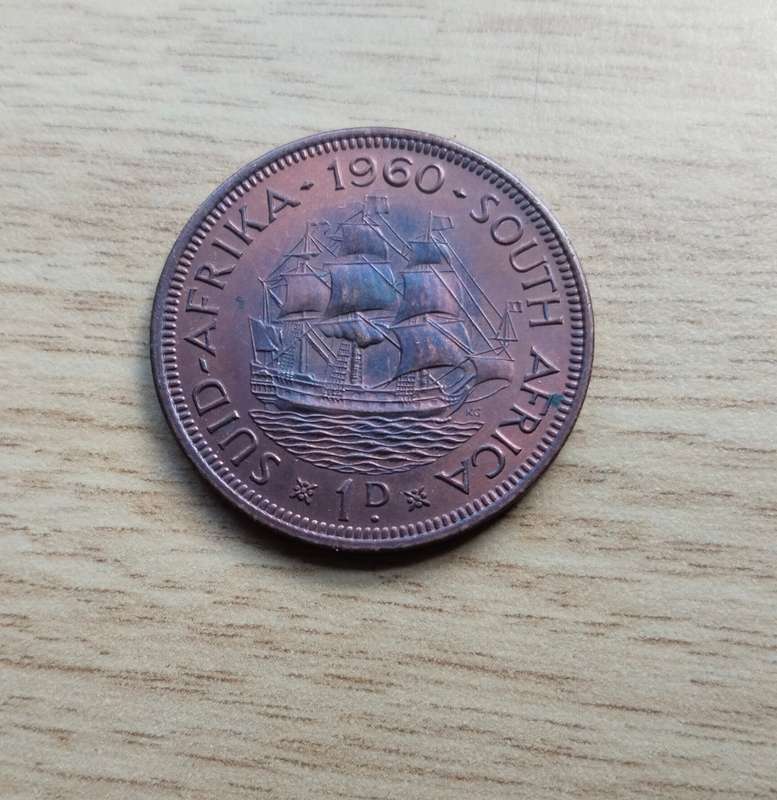 SUID-AFRIKA · 1960 · SOUTH AFRICA
KG
1D.